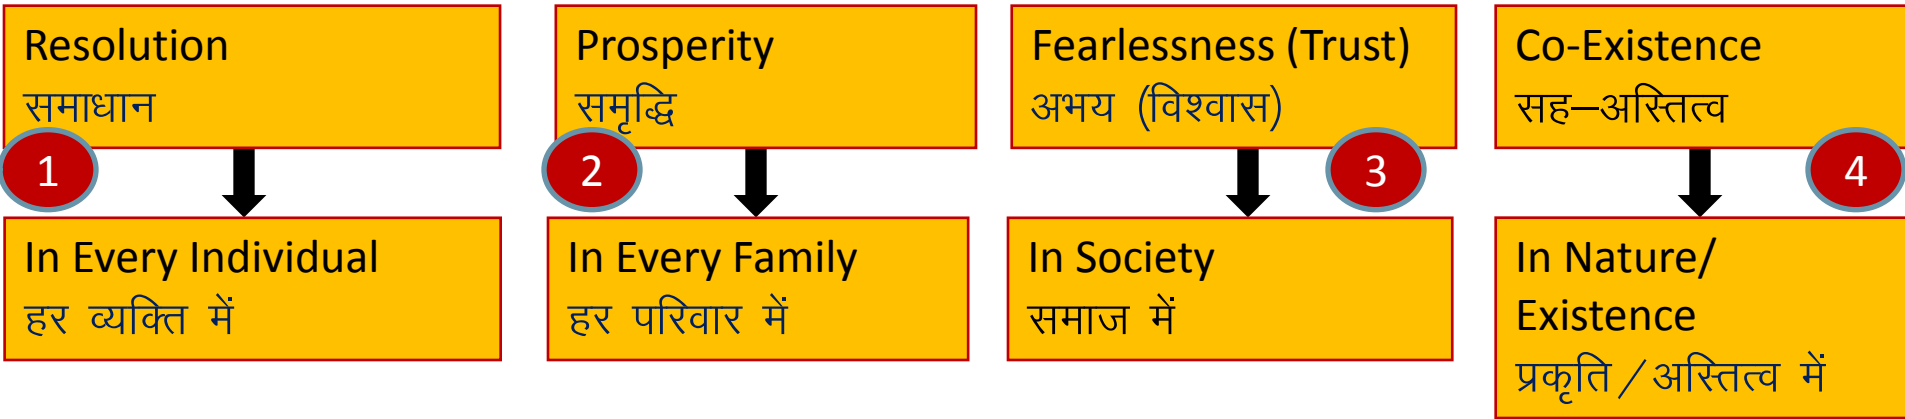 Resolution
समाधान
1
In Every Individual
हर व्यक्ति में
Prosperity
समृद्धि
2
In Every Family
हर परिवार में
Fearlessness (Trust)
अभय (विश्वास)
3
In Society
समाज में
Co-Existence
सह–अस्तित्व
4
In Nature/
Existence
प्रकृति / अस्तित्व में